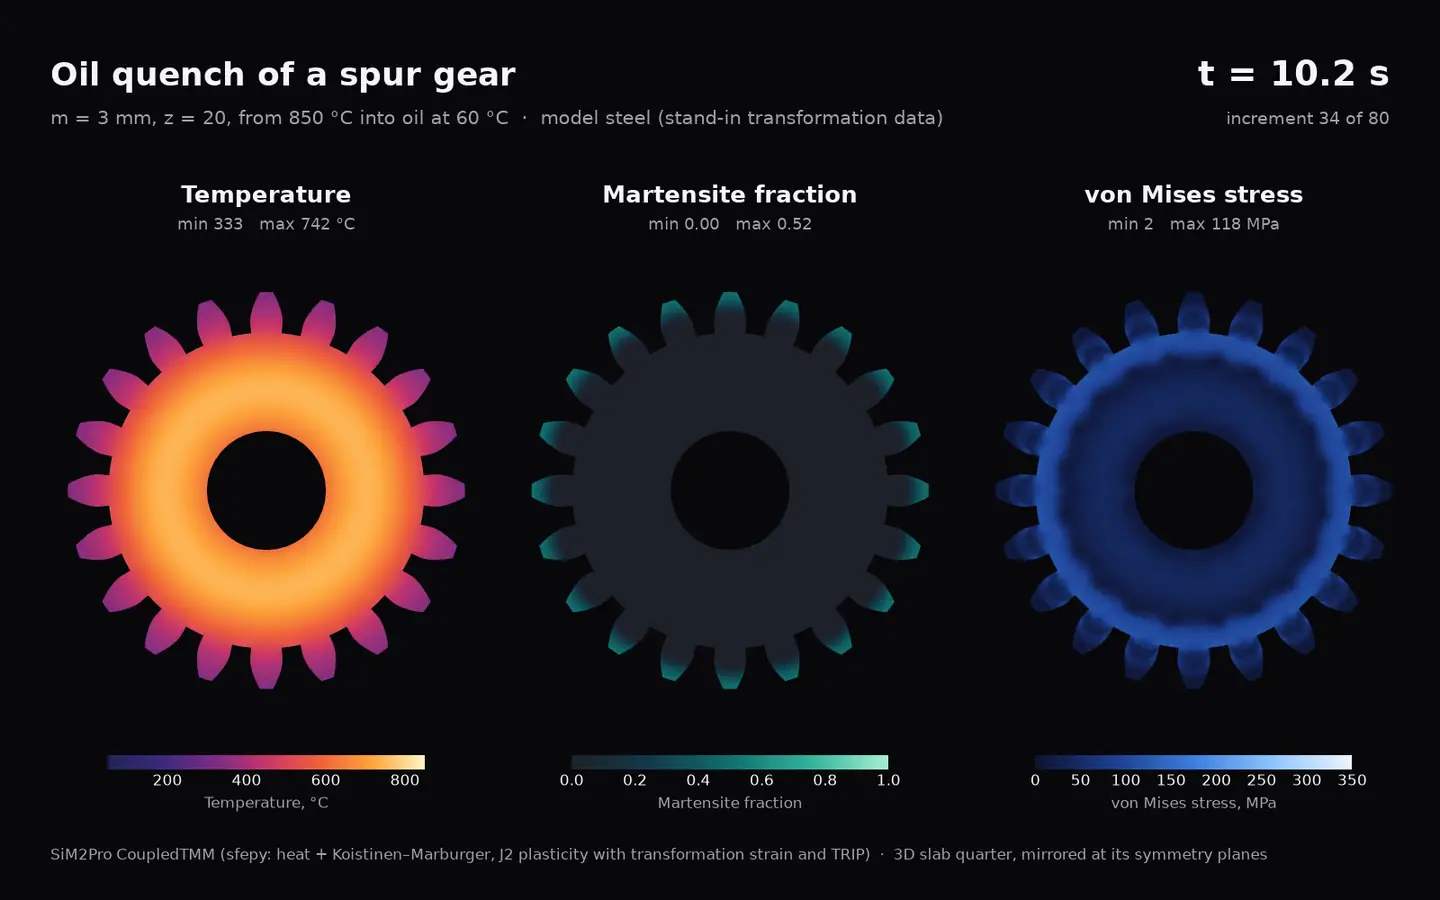 Oil quench of a spur gear
t = 10.2 s
m = 3 mm, z = 20, from 850 °C into oil at 60 °C · model steel (stand-in transformation data)
increment 34 of 80
Temperature
min 333 max 742 °C
Martensite fraction
min 0.00 max 0.52
von Mises stress
min 2 max 118 MPa
200 400 600 800
Temperature, °C
0.0 0.2 0.4 0.6 0.8 1.0
Martensite fraction
0 50 100 150 200 250 300 350
von Mises stress, MPa
SiM2Pro CoupledTMM (sfepy: heat + Koistinen–Marburger, J2 plasticity with transformation strain and TRIP) · 3D slab quarter, mirrored at its symmetry planes